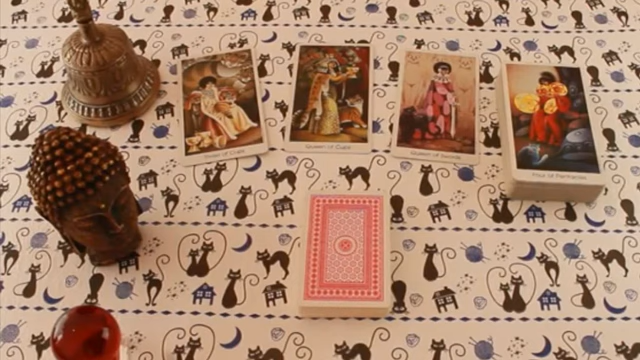 Queen of Cups
Queen of Swords
Four of Pentacles